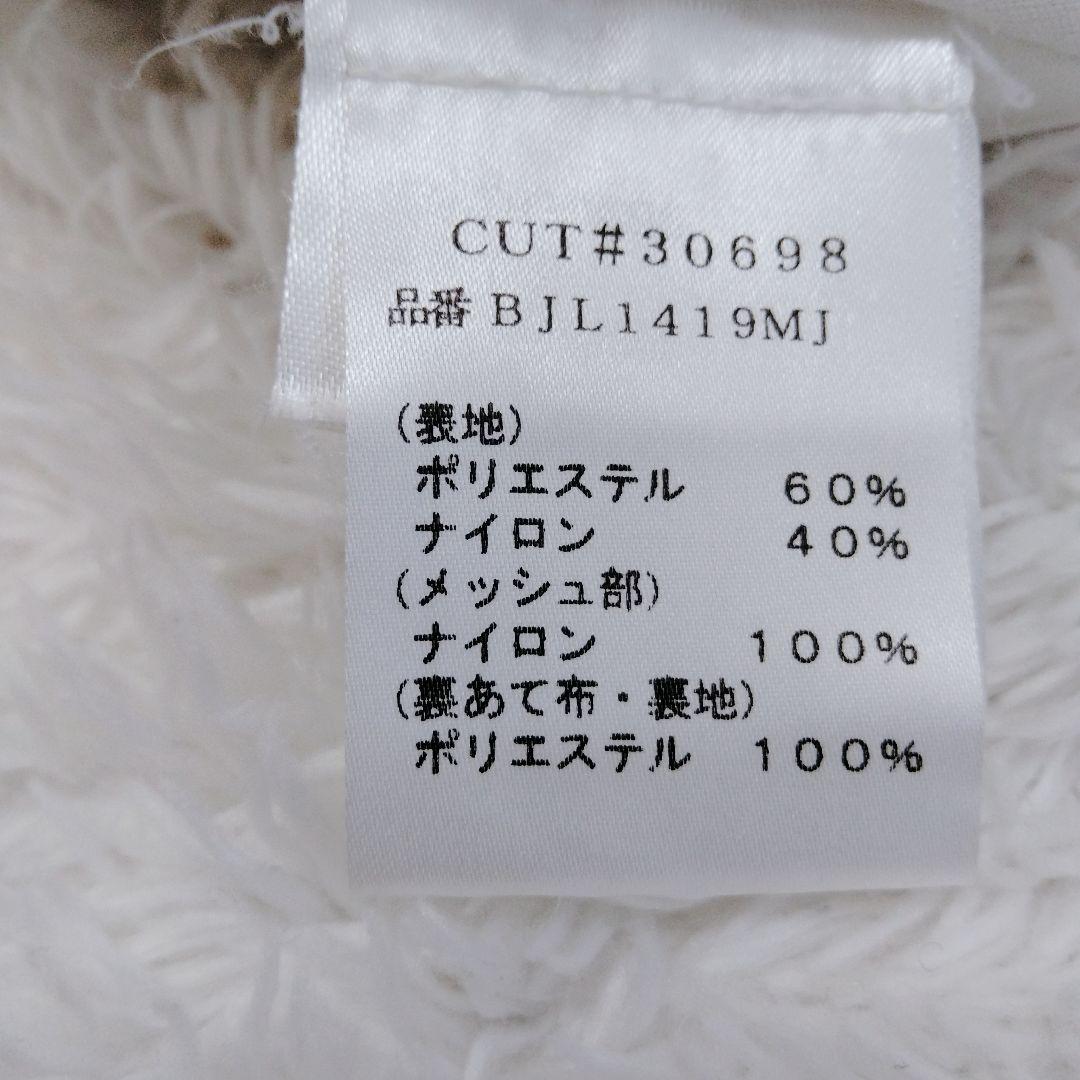 CUT#30698
品番 BJL1419MJ
(表地)
ポリエステル 60%
ナイロン 40%
(メッシュ部)
ナイロン 100%
(裏あて布・裏地)
ポリエステル 100%